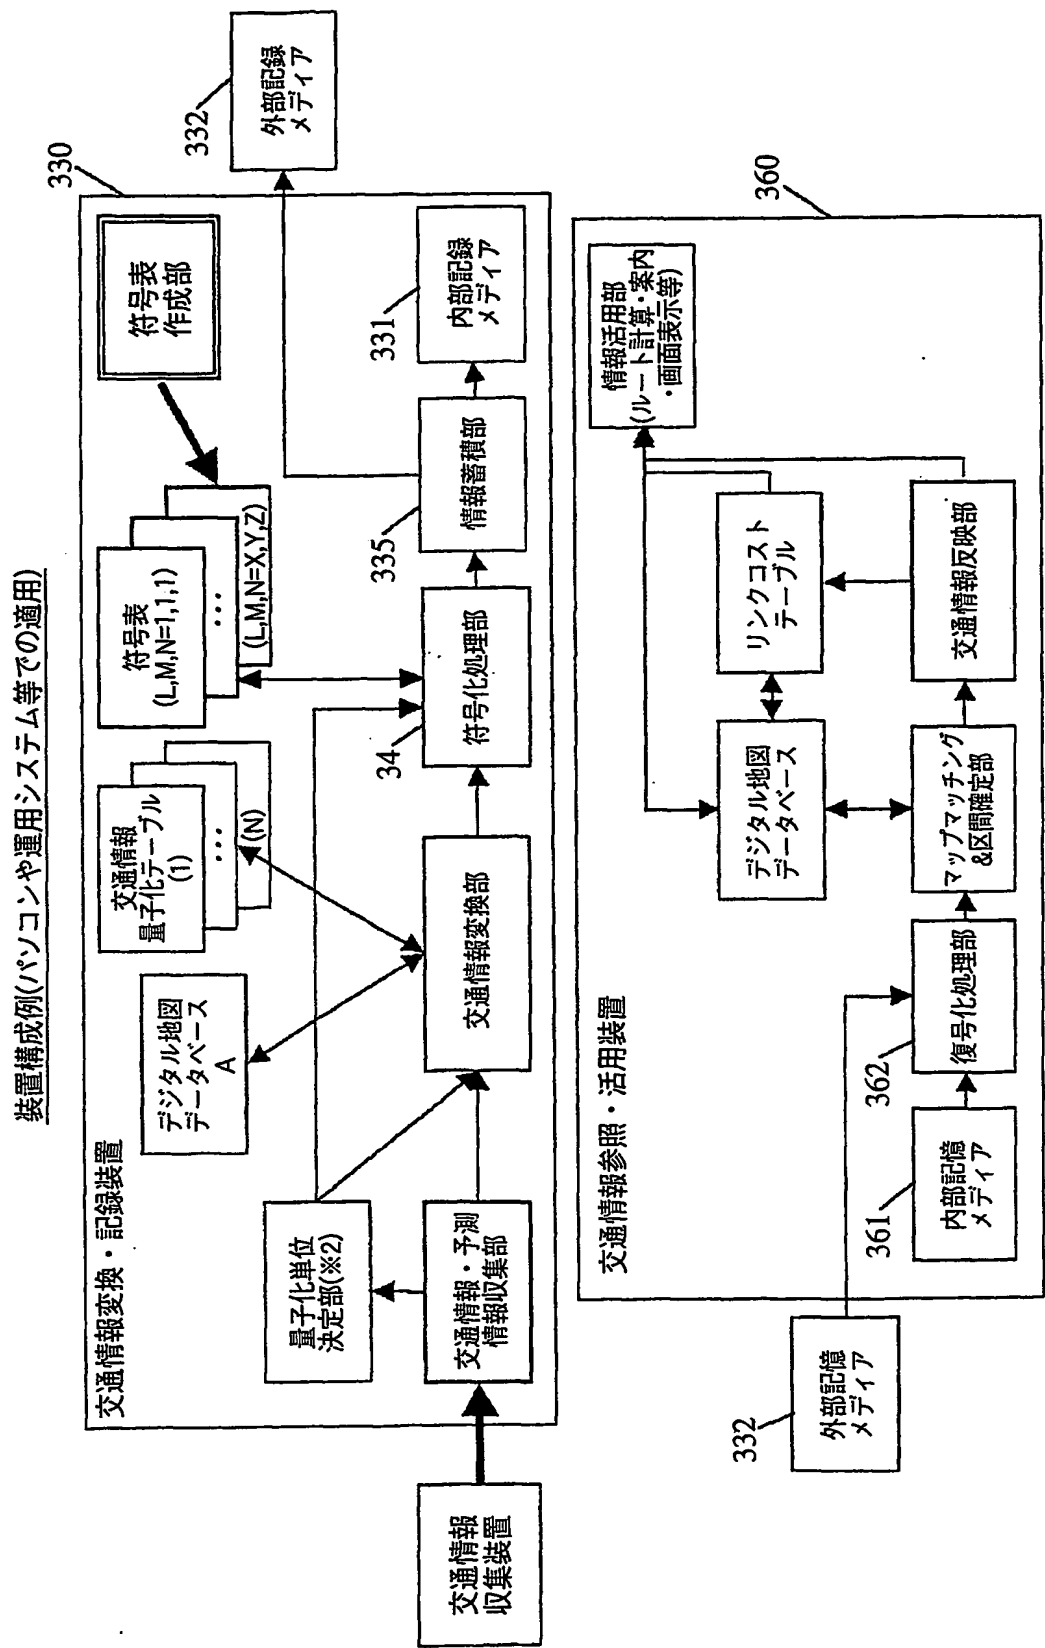 装置構成例(パソコンや運用システム等での適用)
交通情報変換・記録装置
330
交通情報
収集装置
交通情報・予測
情報収集部
量子化単位
決定部(※2)
デジタル地図
データベース
A
交通情報
量子化テーブル
(1)
・・・
(N)
符号表
(L,M,N=1,1,1)
・・・
(L,M,N=X,Y,Z)
符号表
作成部
交通情報変換部
34
符号化処理部
335
情報蓄積部
331
内部記録
メディア
332
外部記録
メディア
交通情報参照・活用装置
360
332
外部記憶
メディア
361
内部記憶
メディア
362
復号化処理部
マップマッチング
&区間確定部
交通情報反映部
デジタル地図
データベース
リンクコスト
テーブル
情報活用部
(ルート計算・案内
・画面表示等)